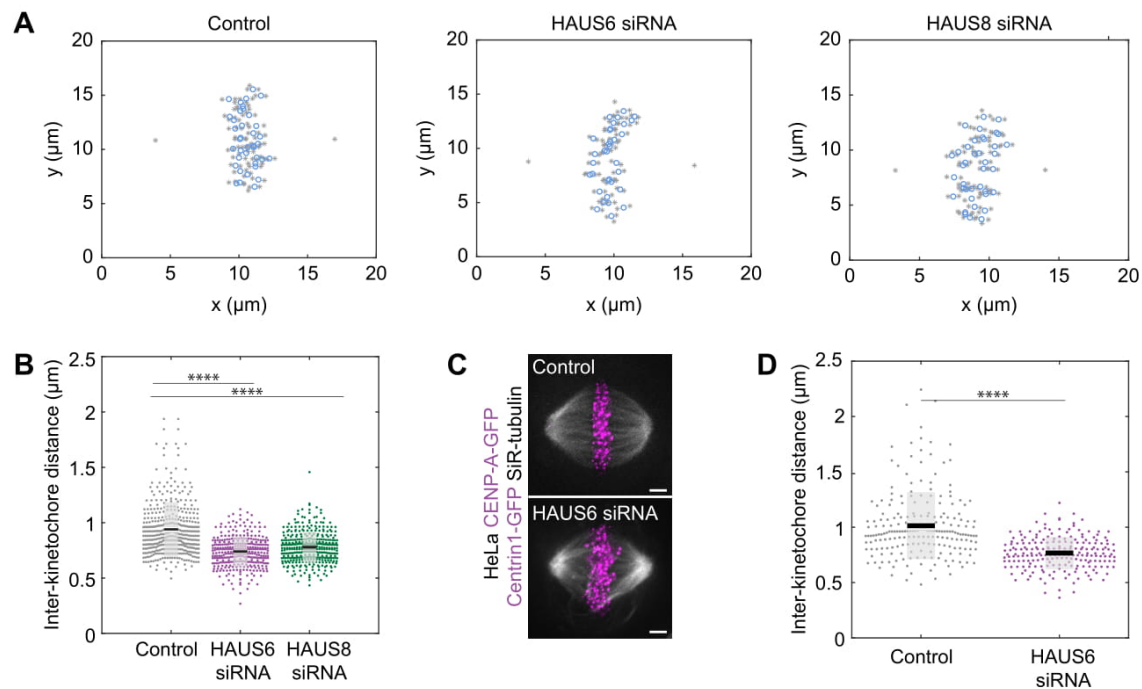 A
Control
HAUS6 siRNA
HAUS8 siRNA
20
15
10
5
0
y (µm)
0
5
10
15
20
x (µm)
20
15
10
5
0
y (µm)
0
5
10
15
20
x (µm)
20
15
10
5
0
y (µm)
0
5
10
15
20
x (µm)
B
Inter-kinetochore distance (µm)
2.5
2
1.5
1
0.5
0
****
****
Control
HAUS6
siRNA
HAUS8
siRNA
C
HeLa CENP-A-GFP
Centrin1-GFP SiR-tubulin
Control
HAUS6 siRNA
D
Inter-kinetochore distance (µm)
2.5
2
1.5
1
0.5
0
****
Control
HAUS6
siRNA